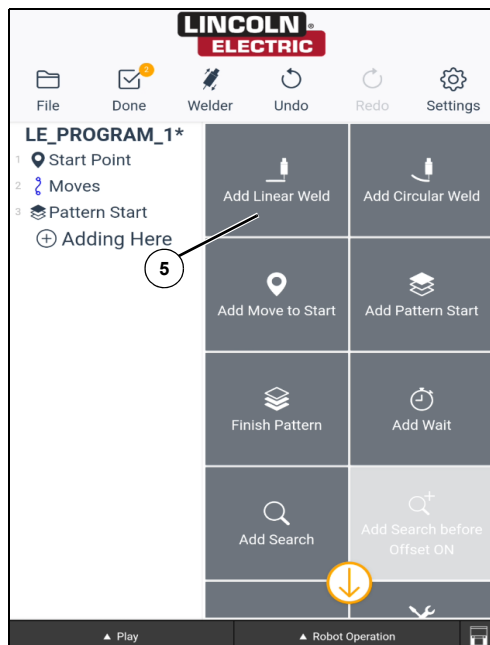 LINCOLN
ELECTRIC
2
File Done Welder Undo Redo Settings
LE_PROGRAM_1*
1 Start Point
2 Moves
3 Pattern Start
Adding Here
5
Add Linear Weld
Add Circular Weld
Add Move to Start
Add Pattern Start
Finish Pattern
Add Wait
Add Search
Add Search before
Offset ON
▲ Play
▲ Robot Operation